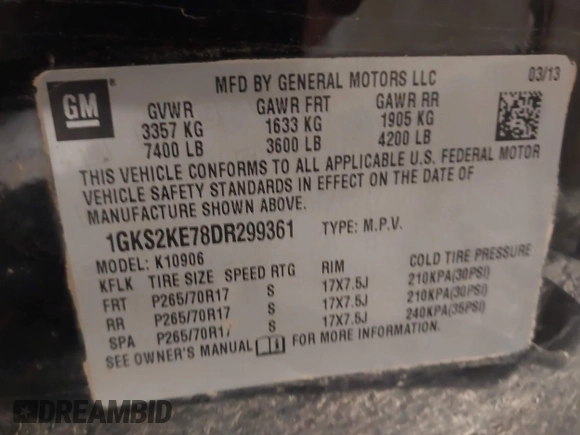 GM
MFD BY GENERAL MOTORS LLC 03/13
GVWR GAWR FRT GAWR RR
3357 KG 1633 KG 1905 KG
7400 LB 3600 LB 4200 LB
THIS VEHICLE CONFORMS TO ALL APPLICABLE U.S. FEDERAL MOTOR
VEHICLE SAFETY STANDARDS IN EFFECT ON THE DATE OF
MANUFACTURE SHOWN ABOVE.
1GKS2KE78DR299361 TYPE: M.P.V.
MODEL: K10906
KFLK TIRE SIZE SPEED RTG RIM COLD TIRE PRESSURE
FRT P265/70R17 S 17X7.5J 210KPA(30PSI)
RR P265/70R17 S 17X7.5J 210KPA(30PSI)
SPA P265/70R17 S 17X7.5J 240KPA(35PSI)
SEE OWNER'S MANUAL FOR MORE INFORMATION.
DREAMBID